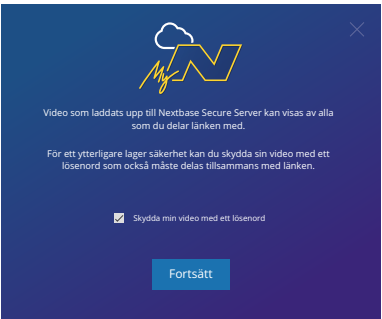 My N
Video som laddats upp till Nextbase Secure Server kan visas av alla
som du delar länken med.
För ett ytterligare lager säkerhet kan du skydda sin video med ett
lösenord som också måste delas tillsammans med länken.
Skydda min video med ett lösenord
Fortsätt